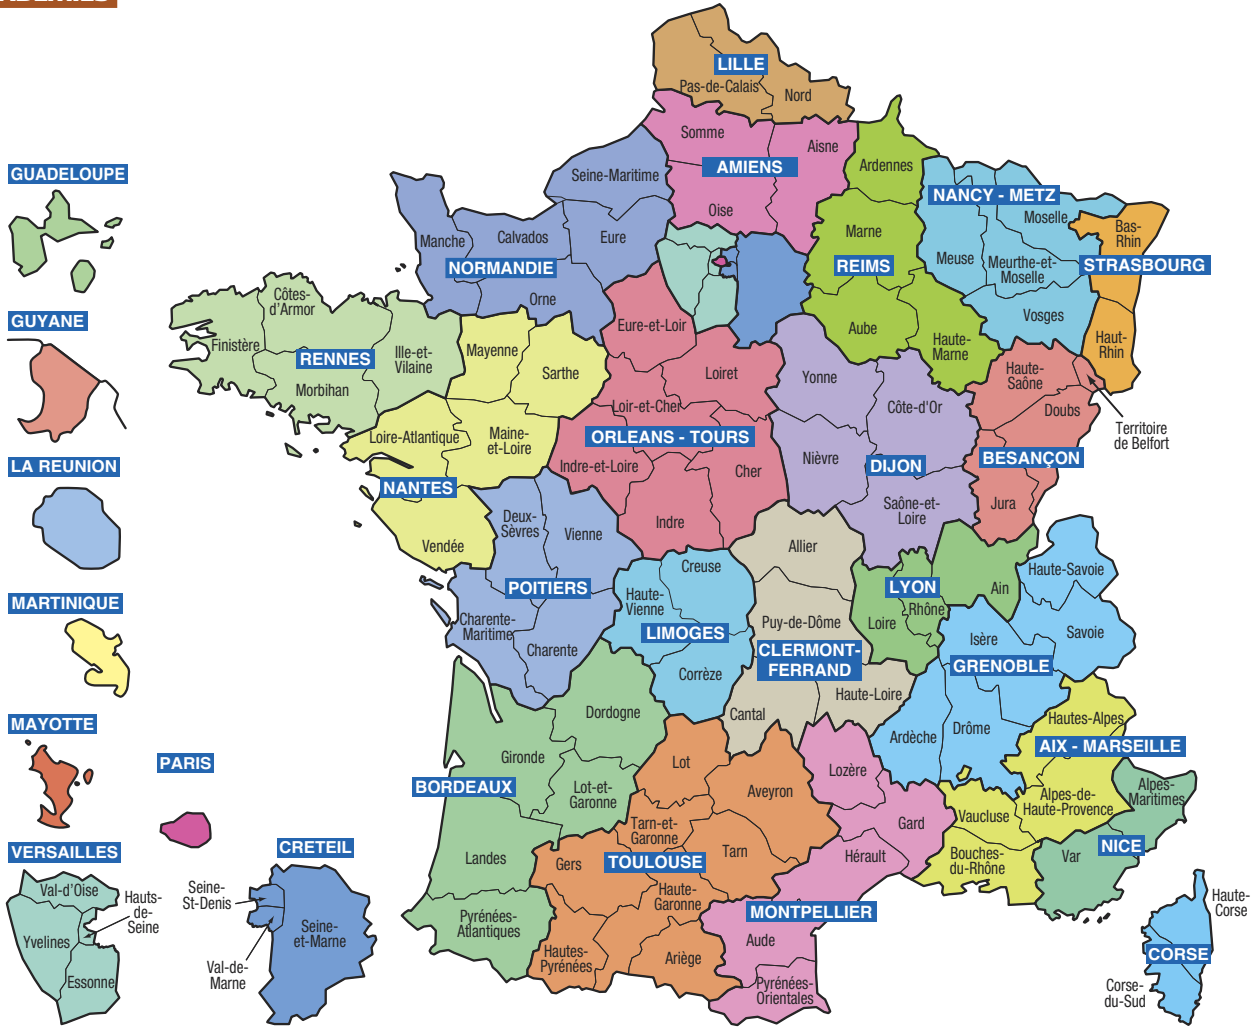 LILLE
Pas-de-Calais
Nord
Somme
Aisne
AMIENS
Oise
Ardennes
Marne
REIMS
Aube
Haute-
Marne
NANCY - METZ
Moselle
Meuse
Meurthe-et-
Moselle
Vosges
Bas-
Rhin
STRASBOURG
Haut-
Rhin
Seine-Maritime
Manche
Calvados
Eure
NORMANDIE
Orne
GUADELOUPE
GUYANE
LA REUNION
MARTINIQUE
MAYOTTE
PARIS
VERSAILLES
Val-d'Oise
Hauts-
de-
Seine
Yvelines
Essonne
CRETEIL
Seine-
St-Denis
Seine-
et-Marne
Val-de-
Marne
Côtes-
d'Armor
Finistère
RENNES
Ille-et-
Vilaine
Morbihan
Mayenne
Sarthe
Loire-Atlantique
Maine-
et-Loire
NANTES
Vendée
Eure-et-Loir
Loiret
Loir-et-Cher
ORLEANS - TOURS
Indre-et-Loire
Cher
Indre
Yonne
Côte-d'Or
Nièvre
DIJON
Saône-et-
Loire
Haute-
Saône
Doubs
Territoire
de Belfort
BESANÇON
Jura
Deux-
Sèvres
Vienne
POITIERS
Charente-
Maritime
Charente
Creuse
Haute-
Vienne
LIMOGES
Corrèze
Allier
Puy-de-Dôme
CLERMONT-
FERRAND
Haute-Loire
Cantal
LYON
Ain
Rhône
Loire
Haute-Savoie
Savoie
Isère
GRENOBLE
Drôme
Ardèche
Dordogne
Gironde
BORDEAUX
Lot-et-
Garonne
Landes
Pyrénées-
Atlantiques
Lot
Aveyron
Tarn-et-
Garonne
Tarn
Gers
TOULOUSE
Haute-
Garonne
Hautes-
Pyrénées
Ariège
Lozère
Gard
Hérault
MONTPELLIER
Aude
Pyrénées-
Orientales
Hautes-Alpes
AIX - MARSEILLE
Alpes-de-
Haute-Provence
Vaucluse
Bouches-
du-Rhône
Alpes-
Maritimes
NICE
Var
Haute-
Corse
CORSE
Corse-
du-Sud